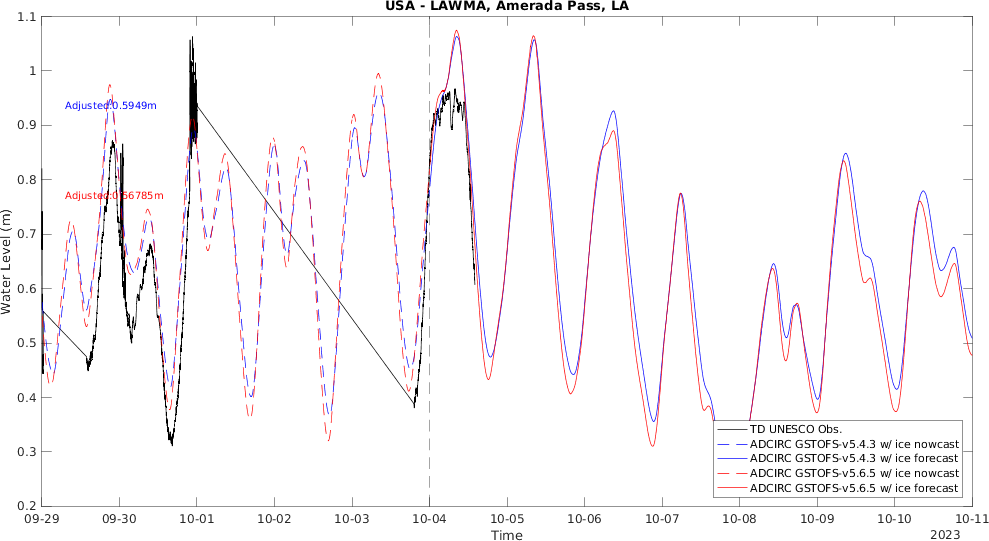 USA - LAWMA, Amerada Pass, LA
1.1
1
0.9
0.8
0.7
0.6
0.5
0.4
0.3
0.2
Water Level (m)
Adjusted:0.5949m
Adjusted:0.56785m
TD UNESCO Obs.
ADCIRC GSTOFS-v5.4.3 w/ ice nowcast
ADCIRC GSTOFS-v5.4.3 w/ ice forecast
ADCIRC GSTOFS-v5.6.5 w/ ice nowcast
ADCIRC GSTOFS-v5.6.5 w/ ice forecast
09-29 09-30 10-01 10-02 10-03 10-04 10-05 10-06 10-07 10-08 10-09 10-10 10-11
Time
2023